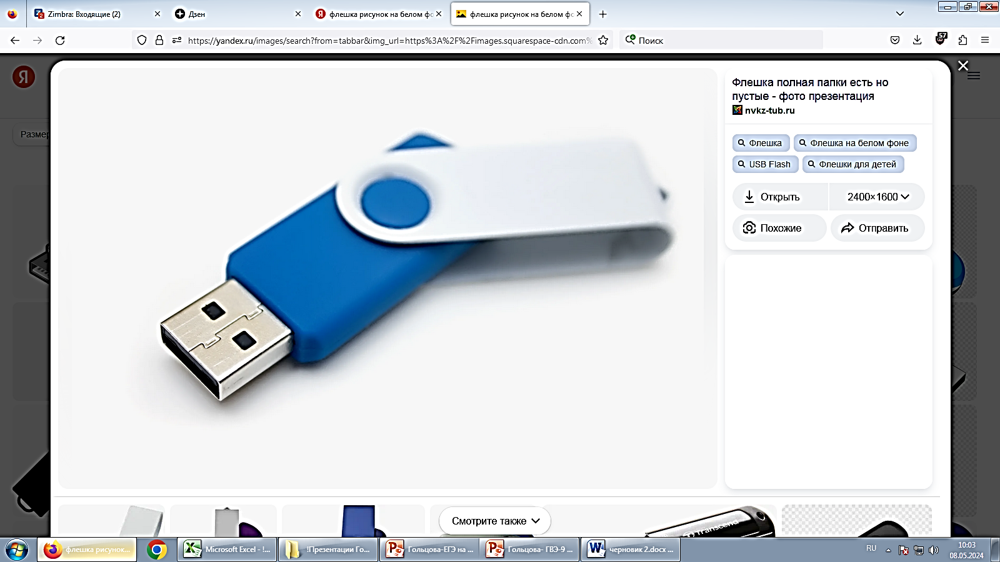 Zimbra: Входящие (2)
Дзен
флешка рисунок на белом фо
флешка рисунок на белом фо
https://yandex.ru/images/search?from=tabbar&img_url=https%3A%2F%2Fimages.squarespace-cdn.com%
Поиск
57
Я
Размер
Флешка полная папки есть но
пустые - фото презентация
nvkz-tub.ru
Флешка
Флешка на белом фоне
USB Flash
Флешки для детей
Открыть
2400×1600
Похожие
Отправить
Смотрите также
Transcend
флешка рисунок...
Microsoft Excel - !...
!Презентации Го...
Гольцова-ЕГЭ на ...
Гольцова- ГВЭ-9 ...
черновик 2.docx ...
RU
10:03
08.05.2024